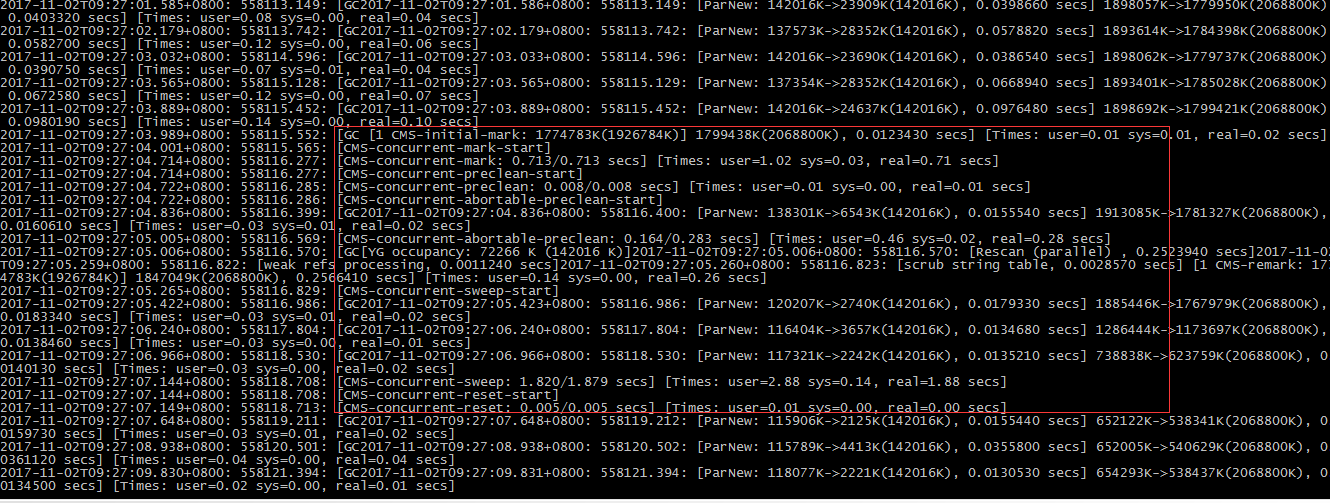 2017-11-02T09:27:01.585+0800: 558113.149: [GC2017-11-02T09:27:01.586+0800: 558113.149: [ParNew: 142016K->23909K(142016K), 0.0398660 secs] 1898057K->1779950K(2068800K),
0.0403320 secs] [Times: user=0.08 sys=0.00, real=0.04 secs]
2017-11-02T09:27:02.179+0800: 558113.742: [GC2017-11-02T09:27:02.179+0800: 558113.742: [ParNew: 137573K->28352K(142016K), 0.0578820 secs] 1893614K->1784398K(2068800K),
0.0582700 secs] [Times: user=0.12 sys=0.00, real=0.06 secs]
2017-11-02T09:27:03.032+0800: 558114.596: [GC2017-11-02T09:27:03.033+0800: 558114.596: [ParNew: 142016K->23690K(142016K), 0.0386540 secs] 1898062K->1779737K(2068800K),
0.0390750 secs] [Times: user=0.07 sys=0.01, real=0.04 secs]
2017-11-02T09:27:03.565+0800: 558115.128: [GC2017-11-02T09:27:03.565+0800: 558115.129: [ParNew: 137354K->28352K(142016K), 0.0668940 secs] 1893401K->1785028K(2068800K),
0.0672580 secs] [Times: user=0.12 sys=0.00, real=0.07 secs]
2017-11-02T09:27:03.889+0800: 558115.452: [GC2017-11-02T09:27:03.889+0800: 558115.452: [ParNew: 142016K->24637K(142016K), 0.0976480 secs] 1898692K->1799421K(2068800K),
0.0980190 secs] [Times: user=0.14 sys=0.00, real=0.10 secs]
2017-11-02T09:27:03.989+0800: 558115.552: [GC [1 CMS-initial-mark: 1774783K(1926784K)] 1799438K(2068800K), 0.0123430 secs] [Times: user=0.01 sys=0.01, real=0.02 secs]
2017-11-02T09:27:04.001+0800: 558115.565: [CMS-concurrent-mark-start]
2017-11-02T09:27:04.714+0800: 558116.277: [CMS-concurrent-mark: 0.713/0.713 secs] [Times: user=1.02 sys=0.03, real=0.71 secs]
2017-11-02T09:27:04.714+0800: 558116.277: [CMS-concurrent-preclean-start]
2017-11-02T09:27:04.722+0800: 558116.285: [CMS-concurrent-preclean: 0.008/0.008 secs] [Times: user=0.01 sys=0.00, real=0.01 secs]
2017-11-02T09:27:04.722+0800: 558116.286: [CMS-concurrent-abortable-preclean-start]
2017-11-02T09:27:04.836+0800: 558116.399: [GC2017-11-02T09:27:04.836+0800: 558116.400: [ParNew: 138301K->6543K(142016K), 0.0155540 secs] 1913085K->1781327K(2068800K),
0.0160610 secs] [Times: user=0.03 sys=0.01, real=0.02 secs]
2017-11-02T09:27:05.005+0800: 558116.569: [CMS-concurrent-abortable-preclean: 0.164/0.283 secs] [Times: user=0.46 sys=0.02, real=0.28 secs]
2017-11-02T09:27:05.006+0800: 558116.570: [GC[YG occupancy: 72266 K (142016 K)]2017-11-02T09:27:05.006+0800: 558116.570: [Rescan (parallel) , 0.2523940 secs]2017-11-02
T09:27:05.259+0800: 558116.822: [weak refs processing, 0.0011240 secs]2017-11-02T09:27:05.260+0800: 558116.823: [scrub string table, 0.0028570 secs] [1 CMS-remark: 177
4783K(1926784K)] 1847049K(2068800K), 0.2566410 secs] [Times: user=0.14 sys=0.00, real=0.26 secs]
2017-11-02T09:27:05.265+0800: 558116.829: [CMS-concurrent-sweep-start]
2017-11-02T09:27:05.422+0800: 558116.986: [GC2017-11-02T09:27:05.423+0800: 558116.986: [ParNew: 120207K->2740K(142016K), 0.0179330 secs] 1885446K->1767979K(2068800K),
0.0183340 secs] [Times: user=0.03 sys=0.01, real=0.02 secs]
2017-11-02T09:27:06.240+0800: 558117.804: [GC2017-11-02T09:27:06.240+0800: 558117.804: [ParNew: 116404K->3657K(142016K), 0.0134680 secs] 1286444K->1173697K(2068800K),
0.0138460 secs] [Times: user=0.03 sys=0.00, real=0.01 secs]
2017-11-02T09:27:06.966+0800: 558118.530: [GC2017-11-02T09:27:06.966+0800: 558118.530: [ParNew: 117321K->2242K(142016K), 0.0135210 secs] 738838K->623759K(2068800K), 0.
0140130 secs] [Times: user=0.03 sys=0.00, real=0.02 secs]
2017-11-02T09:27:07.144+0800: 558118.708: [CMS-concurrent-sweep: 1.820/1.879 secs] [Times: user=2.88 sys=0.14, real=1.88 secs]
2017-11-02T09:27:07.144+0800: 558118.708: [CMS-concurrent-reset-start]
2017-11-02T09:27:07.149+0800: 558118.713: [CMS-concurrent-reset: 0.005/0.005 secs] [Times: user=0.01 sys=0.00, real=0.00 secs]
2017-11-02T09:27:07.648+0800: 558119.211: [GC2017-11-02T09:27:07.648+0800: 558119.212: [ParNew: 115906K->2125K(142016K), 0.0155440 secs] 652122K->538341K(2068800K), 0.
0159730 secs] [Times: user=0.03 sys=0.01, real=0.02 secs]
2017-11-02T09:27:08.938+0800: 558120.501: [GC2017-11-02T09:27:08.938+0800: 558120.502: [ParNew: 115789K->4413K(142016K), 0.0355800 secs] 652005K->540629K(2068800K), 0.
0361120 secs] [Times: user=0.04 sys=0.00, real=0.04 secs]
2017-11-02T09:27:09.830+0800: 558121.394: [GC2017-11-02T09:27:09.831+0800: 558121.394: [ParNew: 118077K->2221K(142016K), 0.0130530 secs] 654293K->538437K(2068800K), 0.
0134500 secs] [Times: user=0.02 sys=0.00, real=0.01 secs]